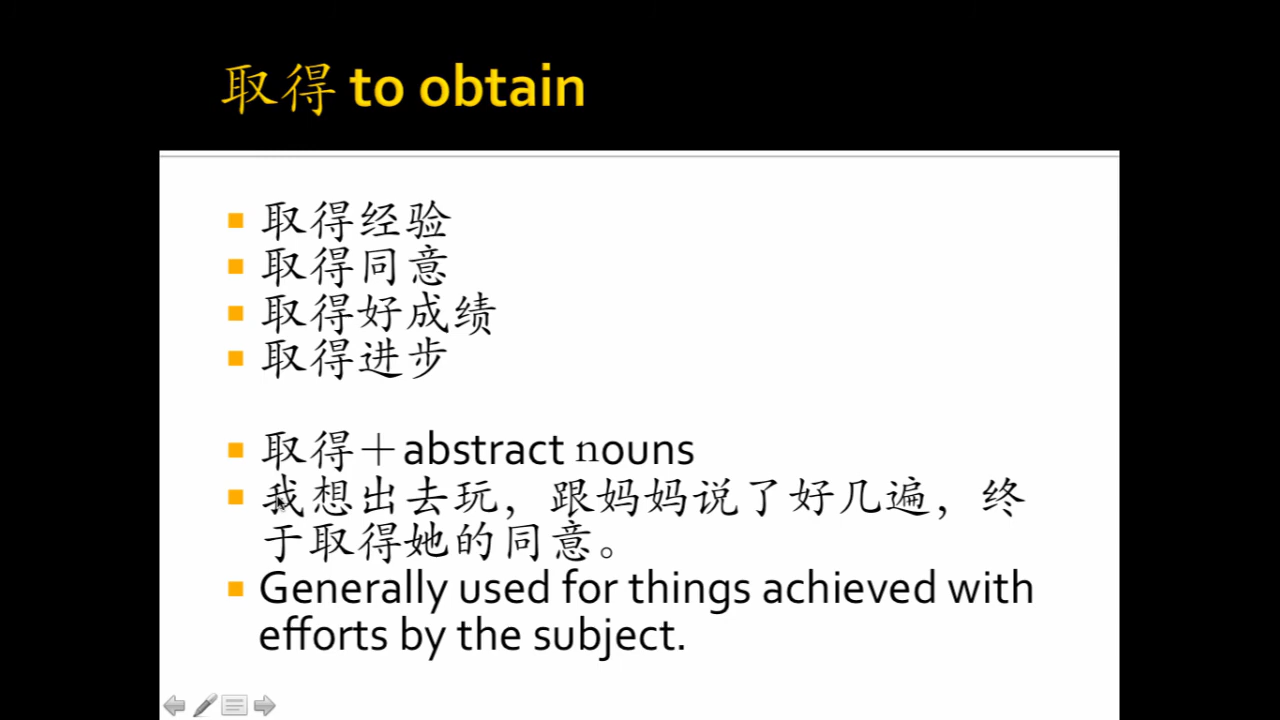 取得 to obtain
取得经验
取得同意
取得好成绩
取得进步
取得＋abstract nouns
我想出去玩，跟妈妈说了好几遍，终
于取得她的同意。
Generally used for things achieved with
efforts by the subject.